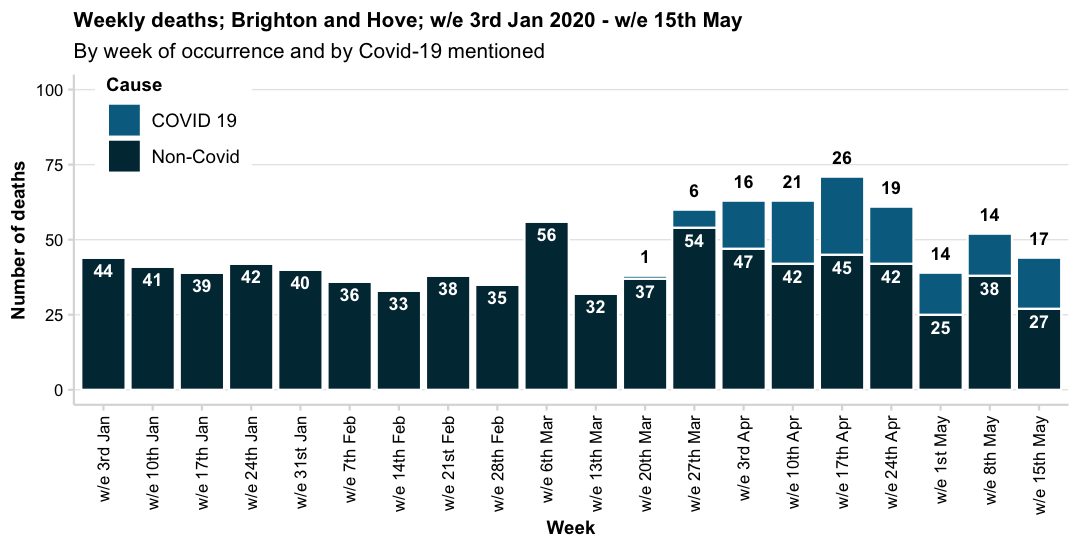 Weekly deaths; Brighton and Hove; w/e 3rd Jan 2020 - w/e 15th May
By week of occurrence and by Covid-19 mentioned
Cause
COVID 19
Non-Covid
Number of deaths
100
75
50
25
0
26
16 21 19
6 14 17
1 14
56 54
44 41 39 42 40 36 33 38 35 32 37 47 42 45 42 25 38 27
w/e 3rd Jan
w/e 10th Jan
w/e 17th Jan
w/e 24th Jan
w/e 31st Jan
w/e 7th Feb
w/e 14th Feb
w/e 21st Feb
w/e 28th Feb
w/e 6th Mar
w/e 13th Mar
w/e 20th Mar
w/e 27th Mar
w/e 3rd Apr
w/e 10th Apr
w/e 17th Apr
w/e 24th Apr
w/e 1st May
w/e 8th May
w/e 15th May
Week